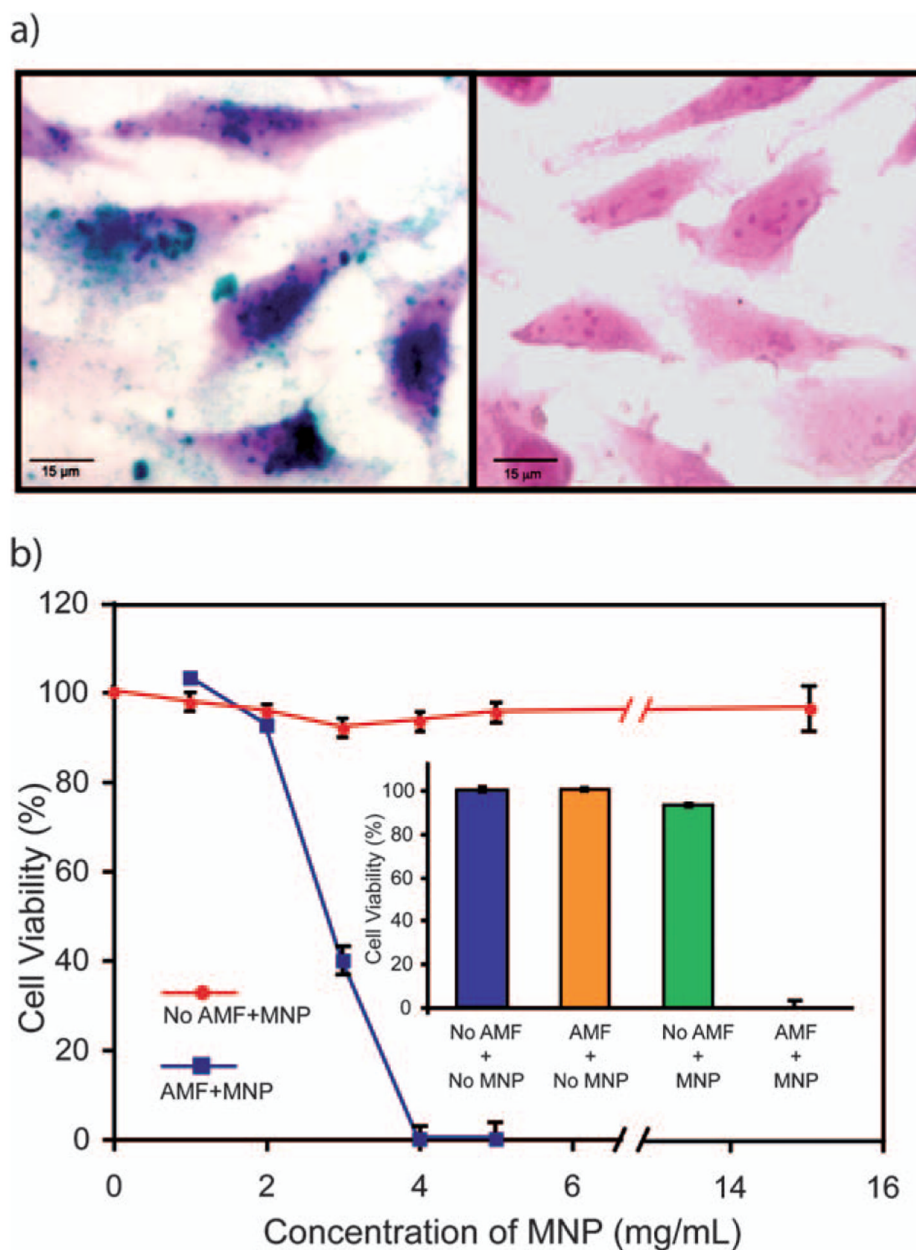 a)
15 µm
15 µm
b)
120
100
80
60
40
20
0
Cell Viability (%)
No AMF+MNP
AMF+MNP
0
2
4
6
14
16
Concentration of MNP (mg/mL)
100
80
60
40
20
0
Cell Viability (%)
No AMF
+
No MNP
AMF
+
No MNP
No AMF
+
MNP
AMF
+
MNP